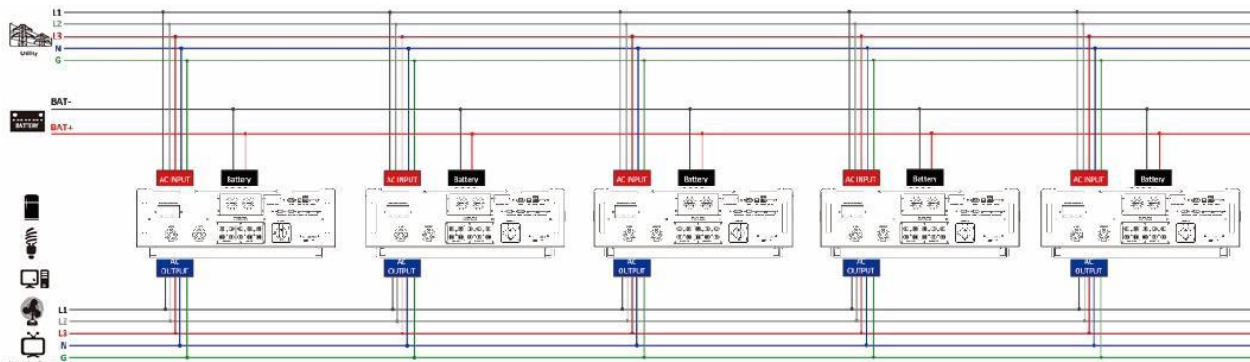 L1
L2
L3
N
G
Utility
BAT-
BATTERY
BAT+
AC INPUT
Battery
AC INPUT
Battery
AC INPUT
Battery
AC INPUT
Battery
AC INPUT
Battery
AC
OUTPUT
AC
OUTPUT
AC
OUTPUT
AC
OUTPUT
AC
OUTPUT
L1
L2
L3
N
G